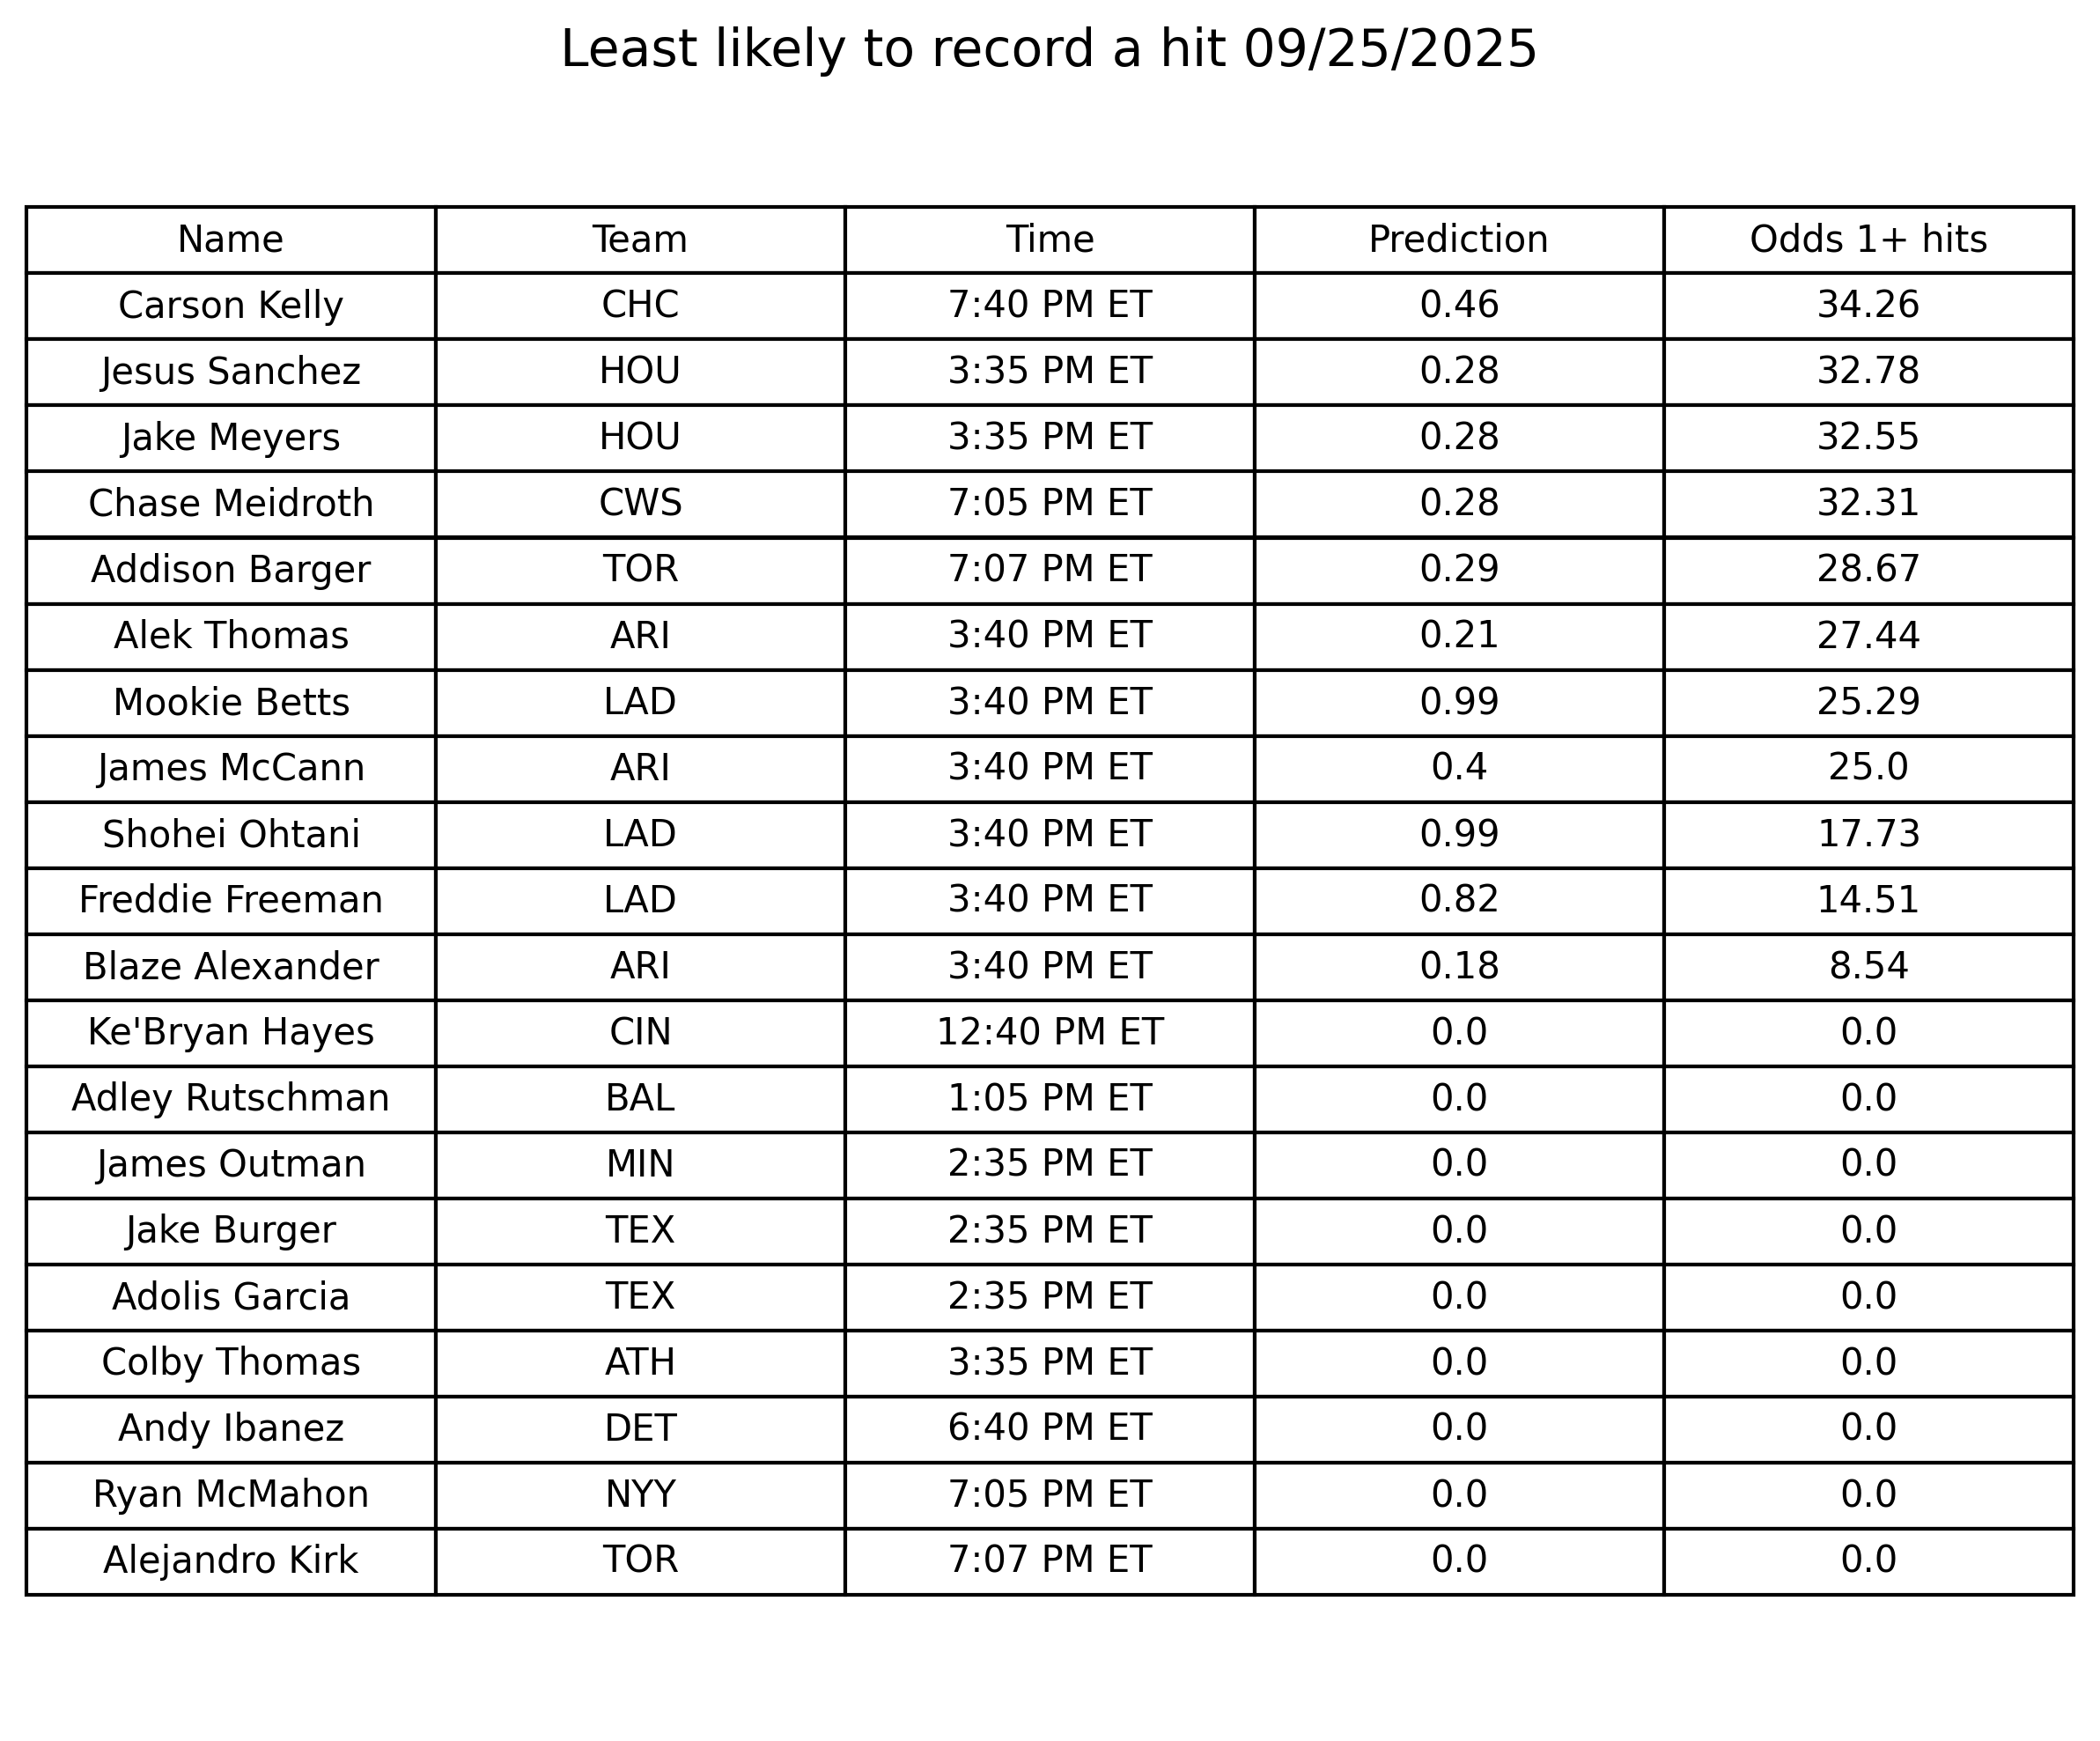 Least likely to record a hit 09/25/2025
Name Team Time Prediction Odds 1+ hits
Carson Kelly CHC 7:40 PM ET 0.46 34.26
Jesus Sanchez HOU 3:35 PM ET 0.28 32.78
Jake Meyers HOU 3:35 PM ET 0.28 32.55
Chase Meidroth CWS 7:05 PM ET 0.28 32.31
Addison Barger TOR 7:07 PM ET 0.29 28.67
Alek Thomas ARI 3:40 PM ET 0.21 27.44
Mookie Betts LAD 3:40 PM ET 0.99 25.29
James McCann ARI 3:40 PM ET 0.4 25.0
Shohei Ohtani LAD 3:40 PM ET 0.99 17.73
Freddie Freeman LAD 3:40 PM ET 0.82 14.51
Blaze Alexander ARI 3:40 PM ET 0.18 8.54
Ke'Bryan Hayes CIN 12:40 PM ET 0.0 0.0
Adley Rutschman BAL 1:05 PM ET 0.0 0.0
James Outman MIN 2:35 PM ET 0.0 0.0
Jake Burger TEX 2:35 PM ET 0.0 0.0
Adolis Garcia TEX 2:35 PM ET 0.0 0.0
Colby Thomas ATH 3:35 PM ET 0.0 0.0
Andy Ibanez DET 6:40 PM ET 0.0 0.0
Ryan McMahon NYY 7:05 PM ET 0.0 0.0
Alejandro Kirk TOR 7:07 PM ET 0.0 0.0